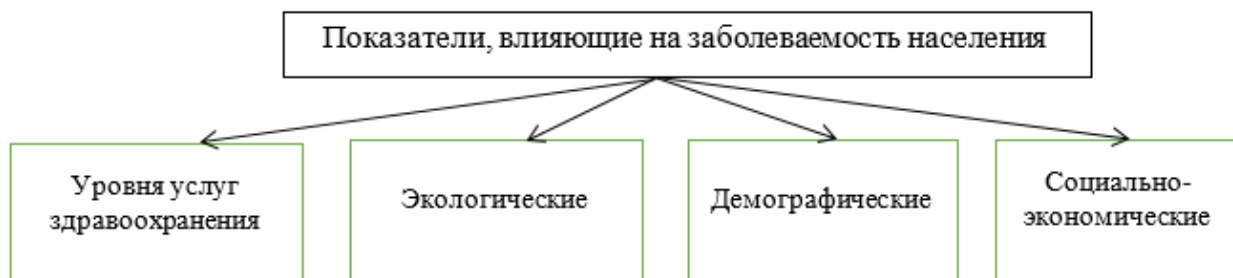 Показатели, влияющие на заболеваемость населения
Уровня услуг
здравоохранения
Экологические
Демографические
Социально-
экономические